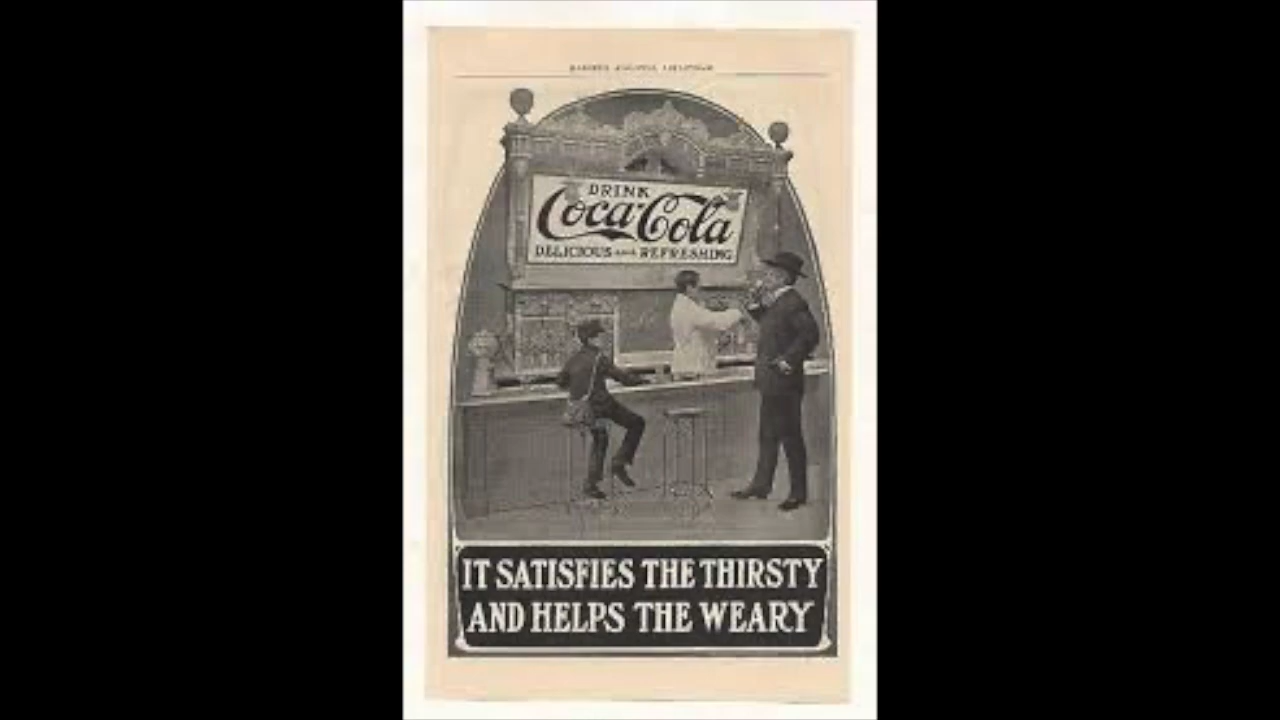 DRINK
Coca-Cola
DELICIOUS AND REFRESHING
IT SATISFIES THE THIRSTY
AND HELPS THE WEARY